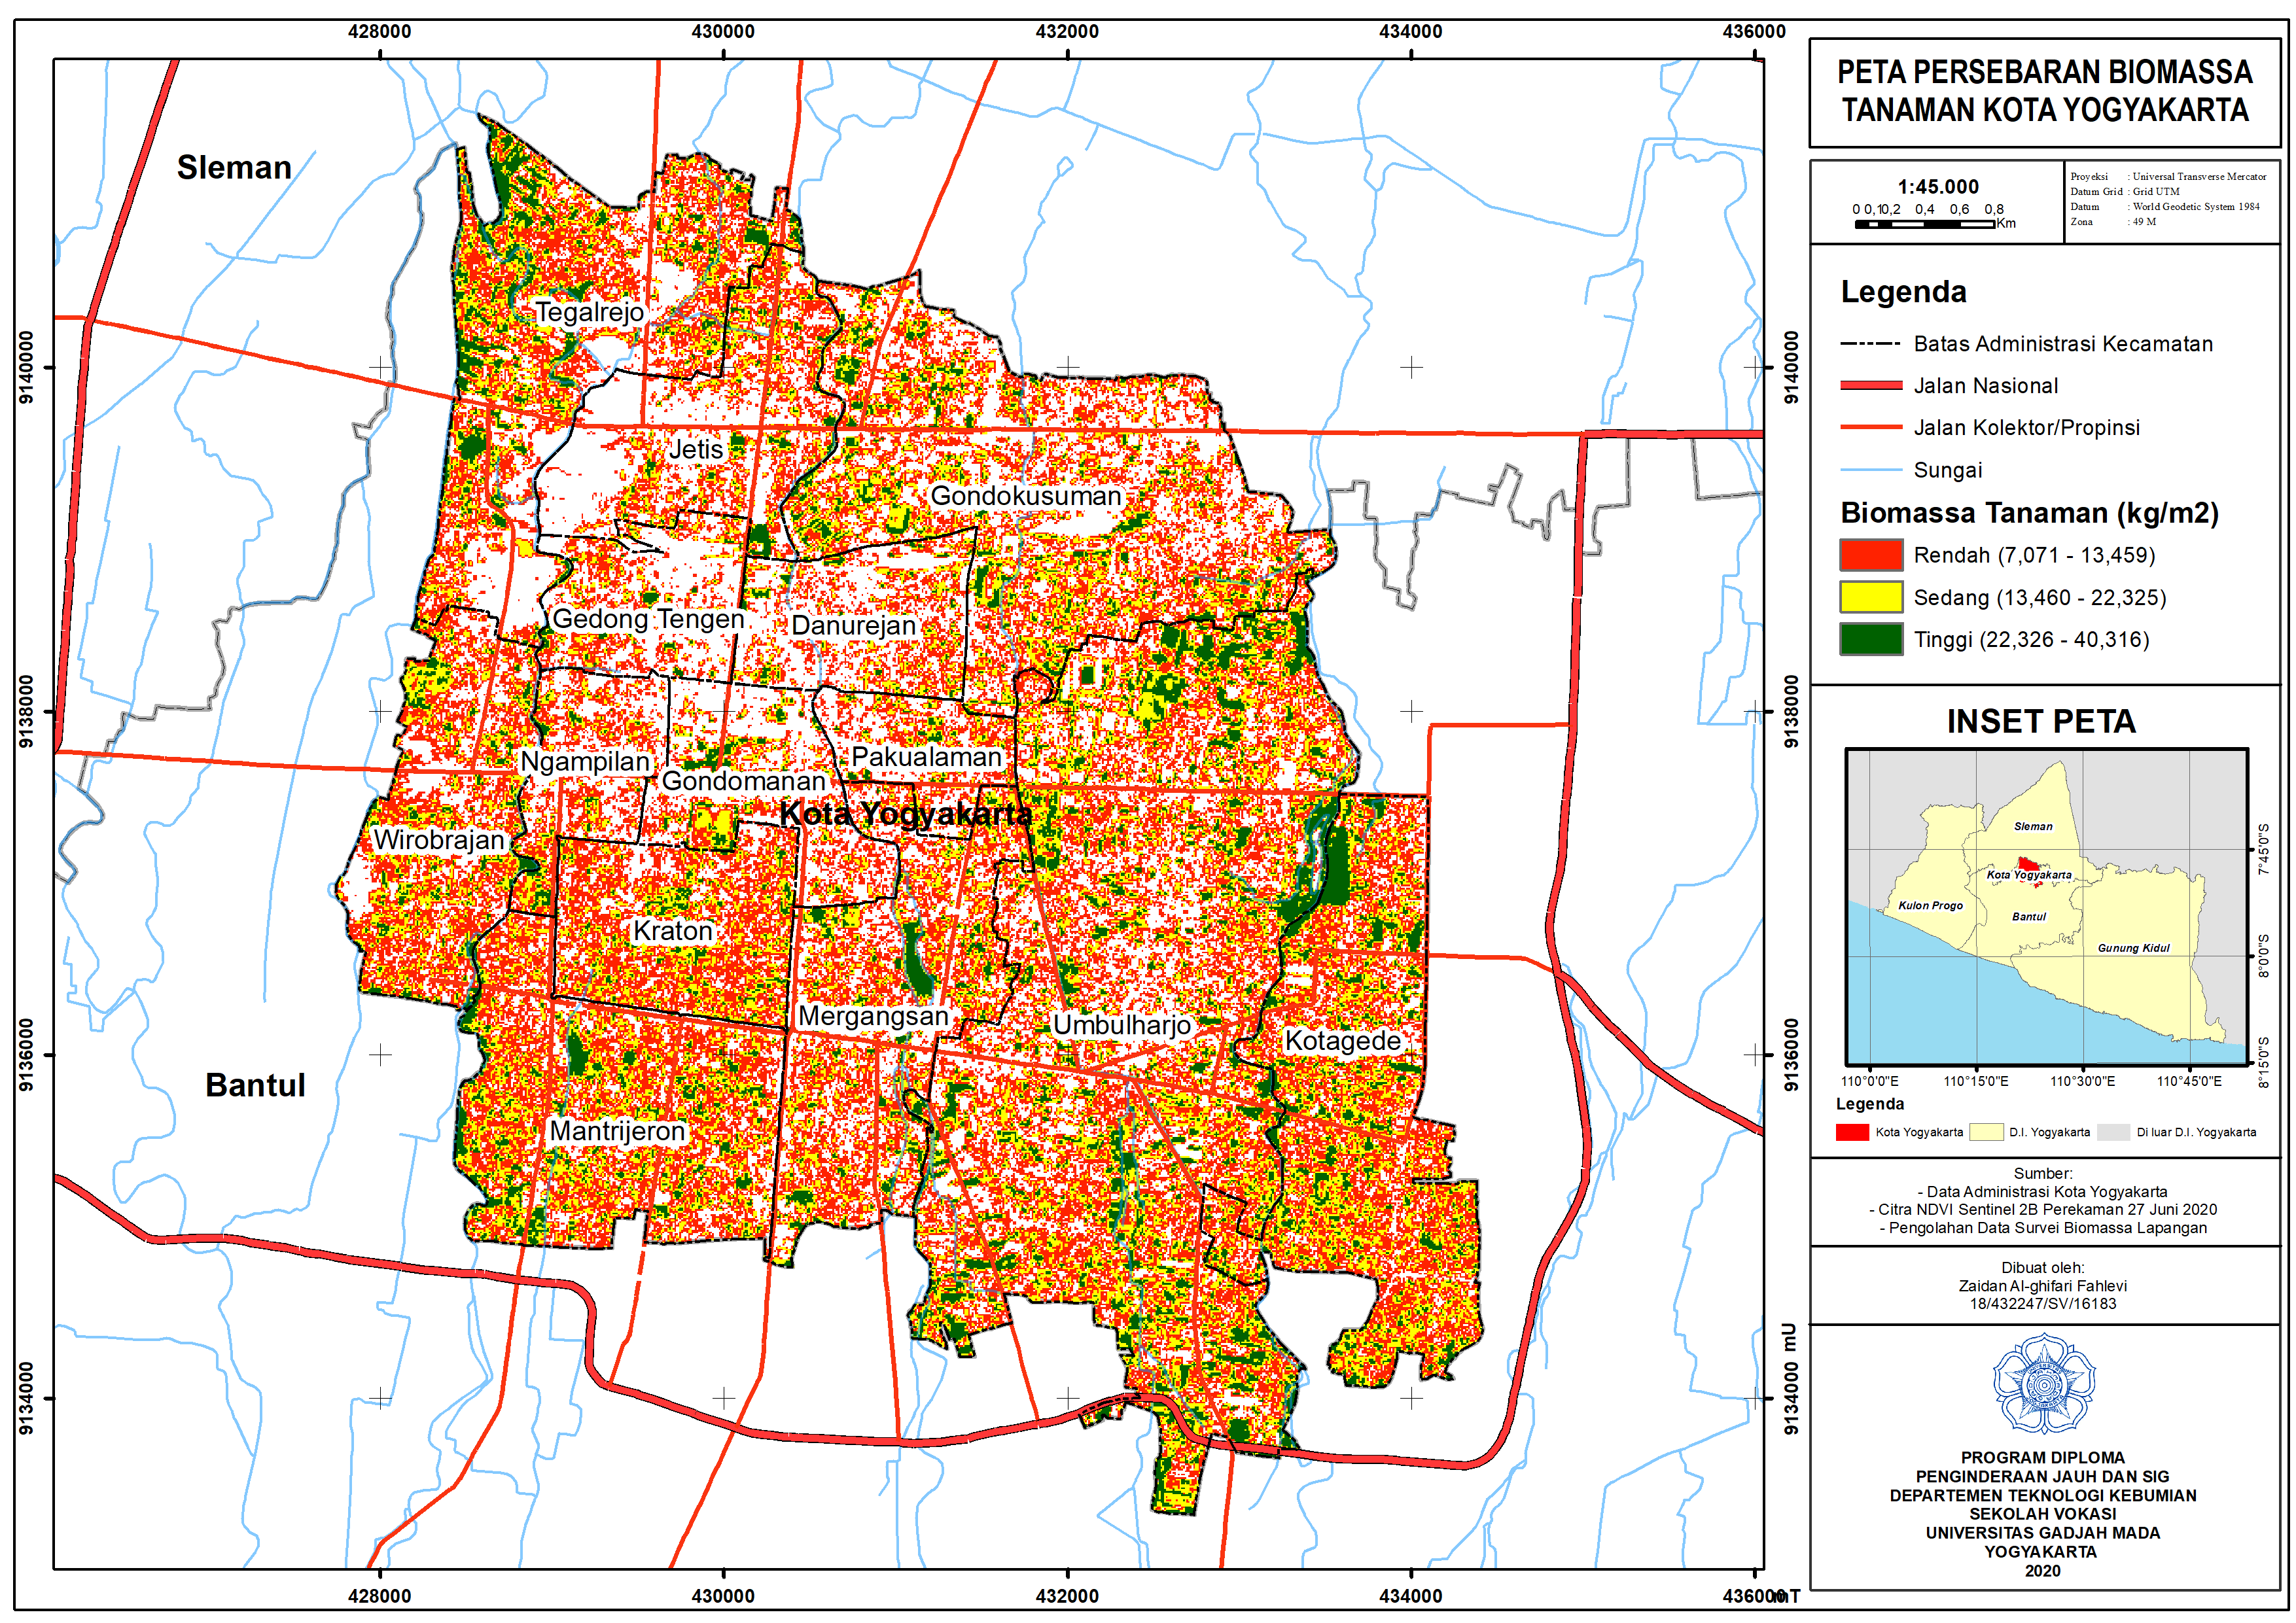 428000
430000
432000
434000
436000
9140000
9138000
9136000
9134000
Sleman
Tegalrejo
Jetis
Gondokusuman
Gedong Tengen
Danurejan
Ngampilan
Gondomanan
Pakualaman
Kota Yogyakarta
Wirobrajan
Kraton
Mergangsan
Umbulharjo
Kotagede
Bantul
Mantrijeron
9140000
9138000
9136000
9134000 mU
428000
430000
432000
434000
436000 mT
PETA PERSEBARAN BIOMASSA
TANAMAN KOTA YOGYAKARTA
1:45.000
0 0,10,2 0,4 0,6 0,8
Km
Proyeksi : Universal Transverse Mercator
Datum Grid : Grid UTM
Datum : World Geodetic System 1984
Zona : 49 M
Legenda
Batas Administrasi Kecamatan
Jalan Nasional
Jalan Kolektor/Propinsi
Sungai
Biomassa Tanaman (kg/m2)
Rendah (7,071 - 13,459)
Sedang (13,460 - 22,325)
Tinggi (22,326 - 40,316)
INSET PETA
Sleman
Kota Yogyakarta
Kulon Progo
Bantul
Gunung Kidul
7°45'0"S
8°0'0"S
8°15'0"S
110°0'0"E
110°15'0"E
110°30'0"E
110°45'0"E
Legenda
Kota Yogyakarta
D.I. Yogyakarta
Di luar D.I. Yogyakarta
Sumber:
- Data Administrasi Kota Yogyakarta
- Citra NDVI Sentinel 2B Perekaman 27 Juni 2020
- Pengolahan Data Survei Biomassa Lapangan
Dibuat oleh:
Zaidan Al-ghifari Fahlevi
18/432247/SV/16183
PROGRAM DIPLOMA
PENGINDERAAN JAUH DAN SIG
DEPARTEMEN TEKNOLOGI KEBUMIAN
SEKOLAH VOKASI
UNIVERSITAS GADJAH MADA
YOGYAKARTA
2020